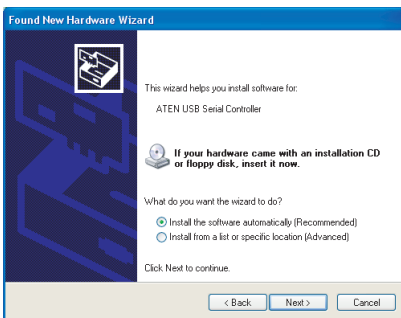 Found New Hardware Wizard
This wizard helps you install software for:
ATEN USB Serial Controller
If your hardware came with an installation CD
or floppy disk, insert it now.
What do you want the wizard to do?
Install the software automatically (Recommended)
Install from a list or specific location (Advanced)
Click Next to continue.
< Back Next > Cancel